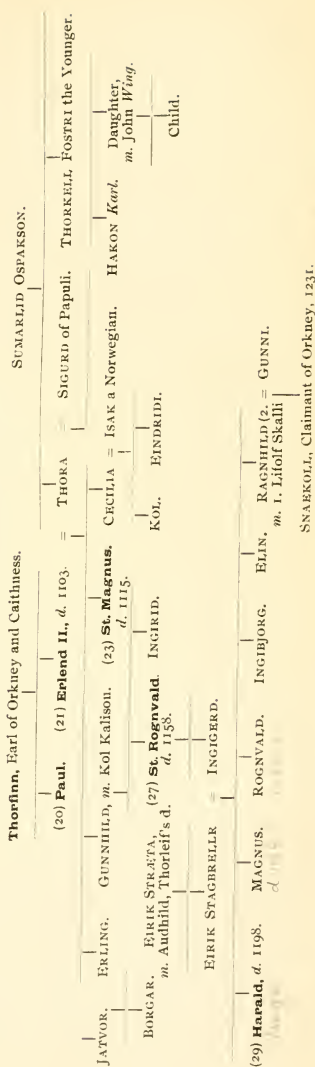 Thorfinn, Earl of Orkney and Caithness. SUMARLID OSPAKSON.
(20) Paul. (21) Erlend II., d. 1103. = THORA = SIGURD of Papuli. THORKELL FOSTRI the Younger.
JATVOR. ERLING. GUNNHILD, m. Kol Kalison. (23) St. Magnus. CECILIA = ISAK a Norwegian. HAKON Karl. Daughter,
d. 1115. m. John Wing.
BORGAR. EIRIK STRÆTA, (27) St. Rognvald. INGIRID. KOL. EINDRIDI. Child.
m. Audhild, Thorleif's d. d. 1158.
EIRIK STAGBRELLR = INGIGERD.
(29) Harald, d. 1198. MAGNUS. ROGNVALD. INGIBJORG. ELIN. RAGNHILD (2. = GUNNI.
m. 1. Lifolf Skalli
SNAEKOLL, Claimant of Orkney, 1231.